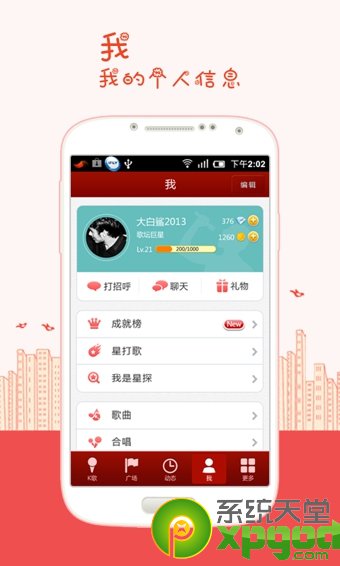 我
我的个人信息
下午2:02
我
编辑
大白鲨2013
376
歌坛巨星
1260
Lv.21
200/1000
打招呼
聊天
礼物
成就榜
New
星打歌
我是星探
歌曲
合唱
K歌
广场
动态
我
更多
系统天堂
xpgod